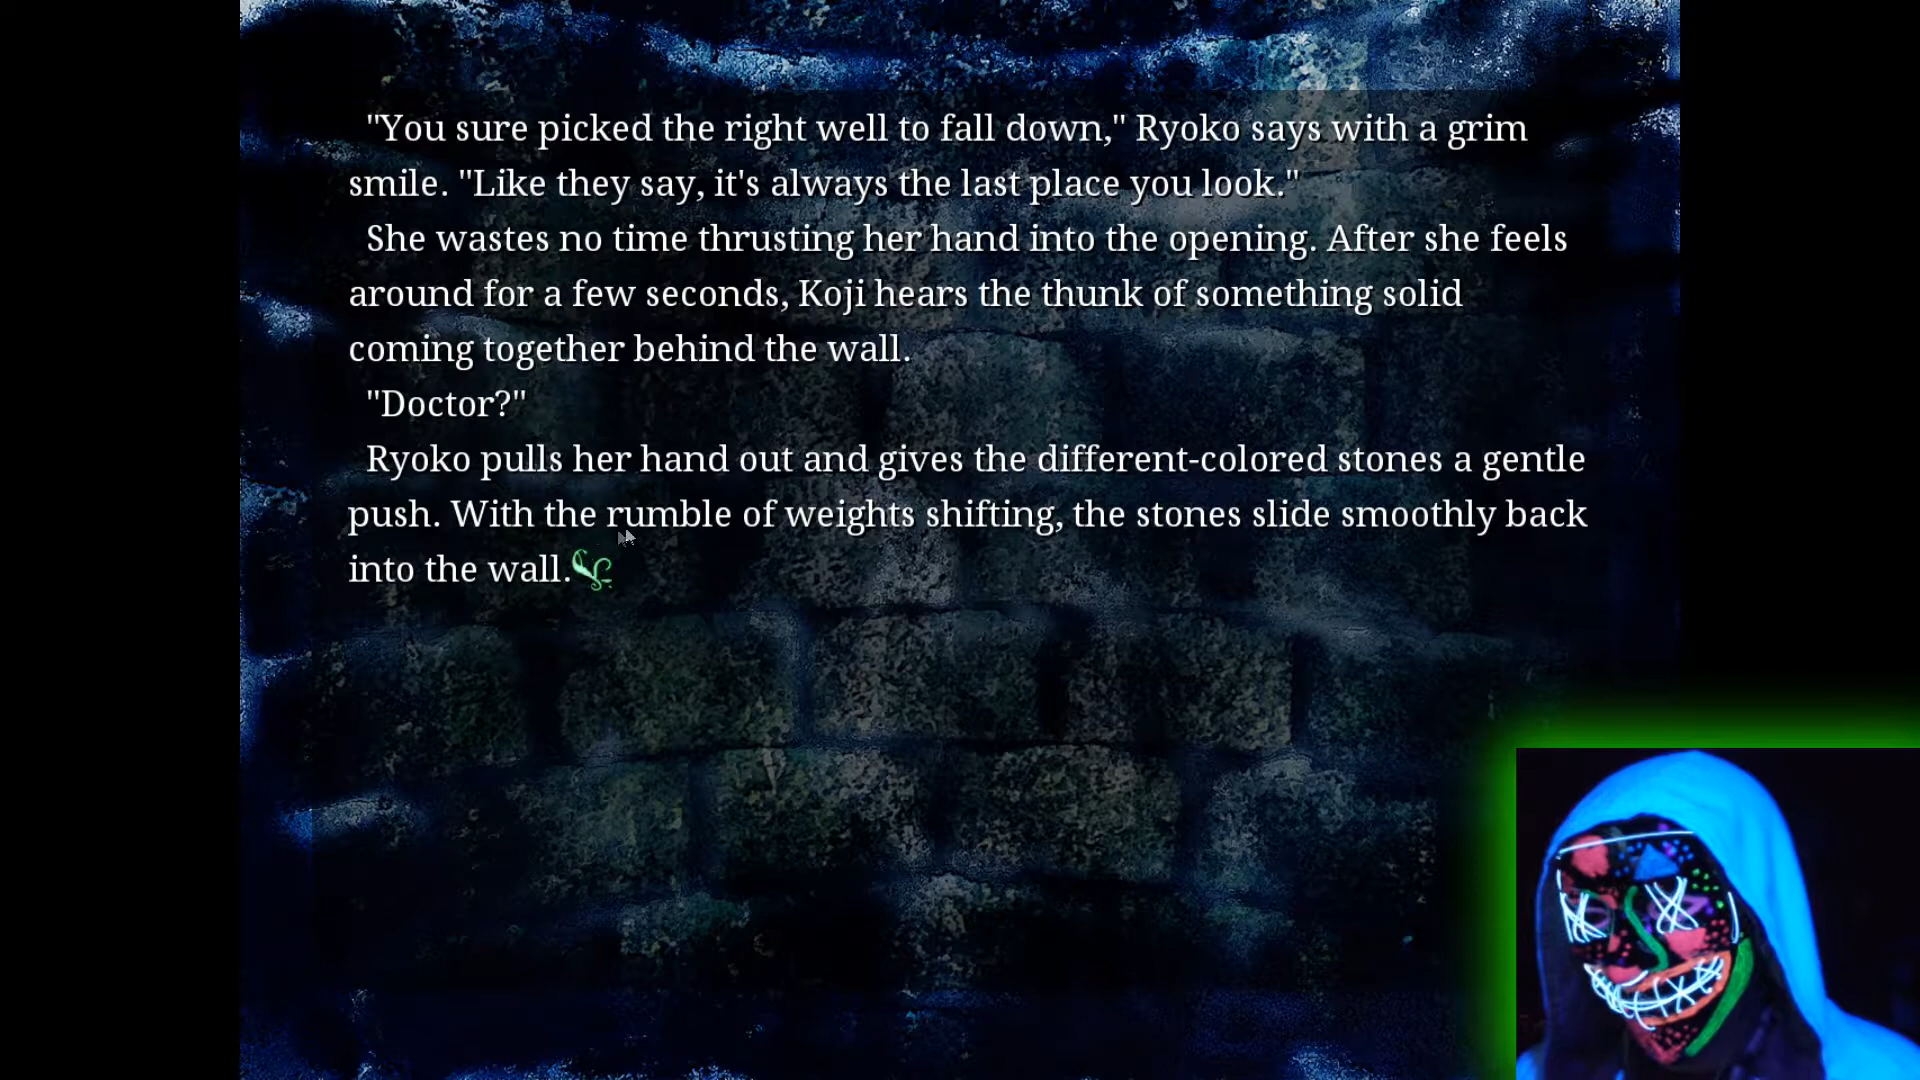 "You sure picked the right well to fall down," Ryoko says with a grim
smile. "Like they say, it's always the last place you look."
She wastes no time thrusting her hand into the opening. After she feels
around for a few seconds, Koji hears the thunk of something solid
coming together behind the wall.
"Doctor?"
Ryoko pulls her hand out and gives the different-colored stones a gentle
push. With the rumble of weights shifting, the stones slide smoothly back
into the wall.